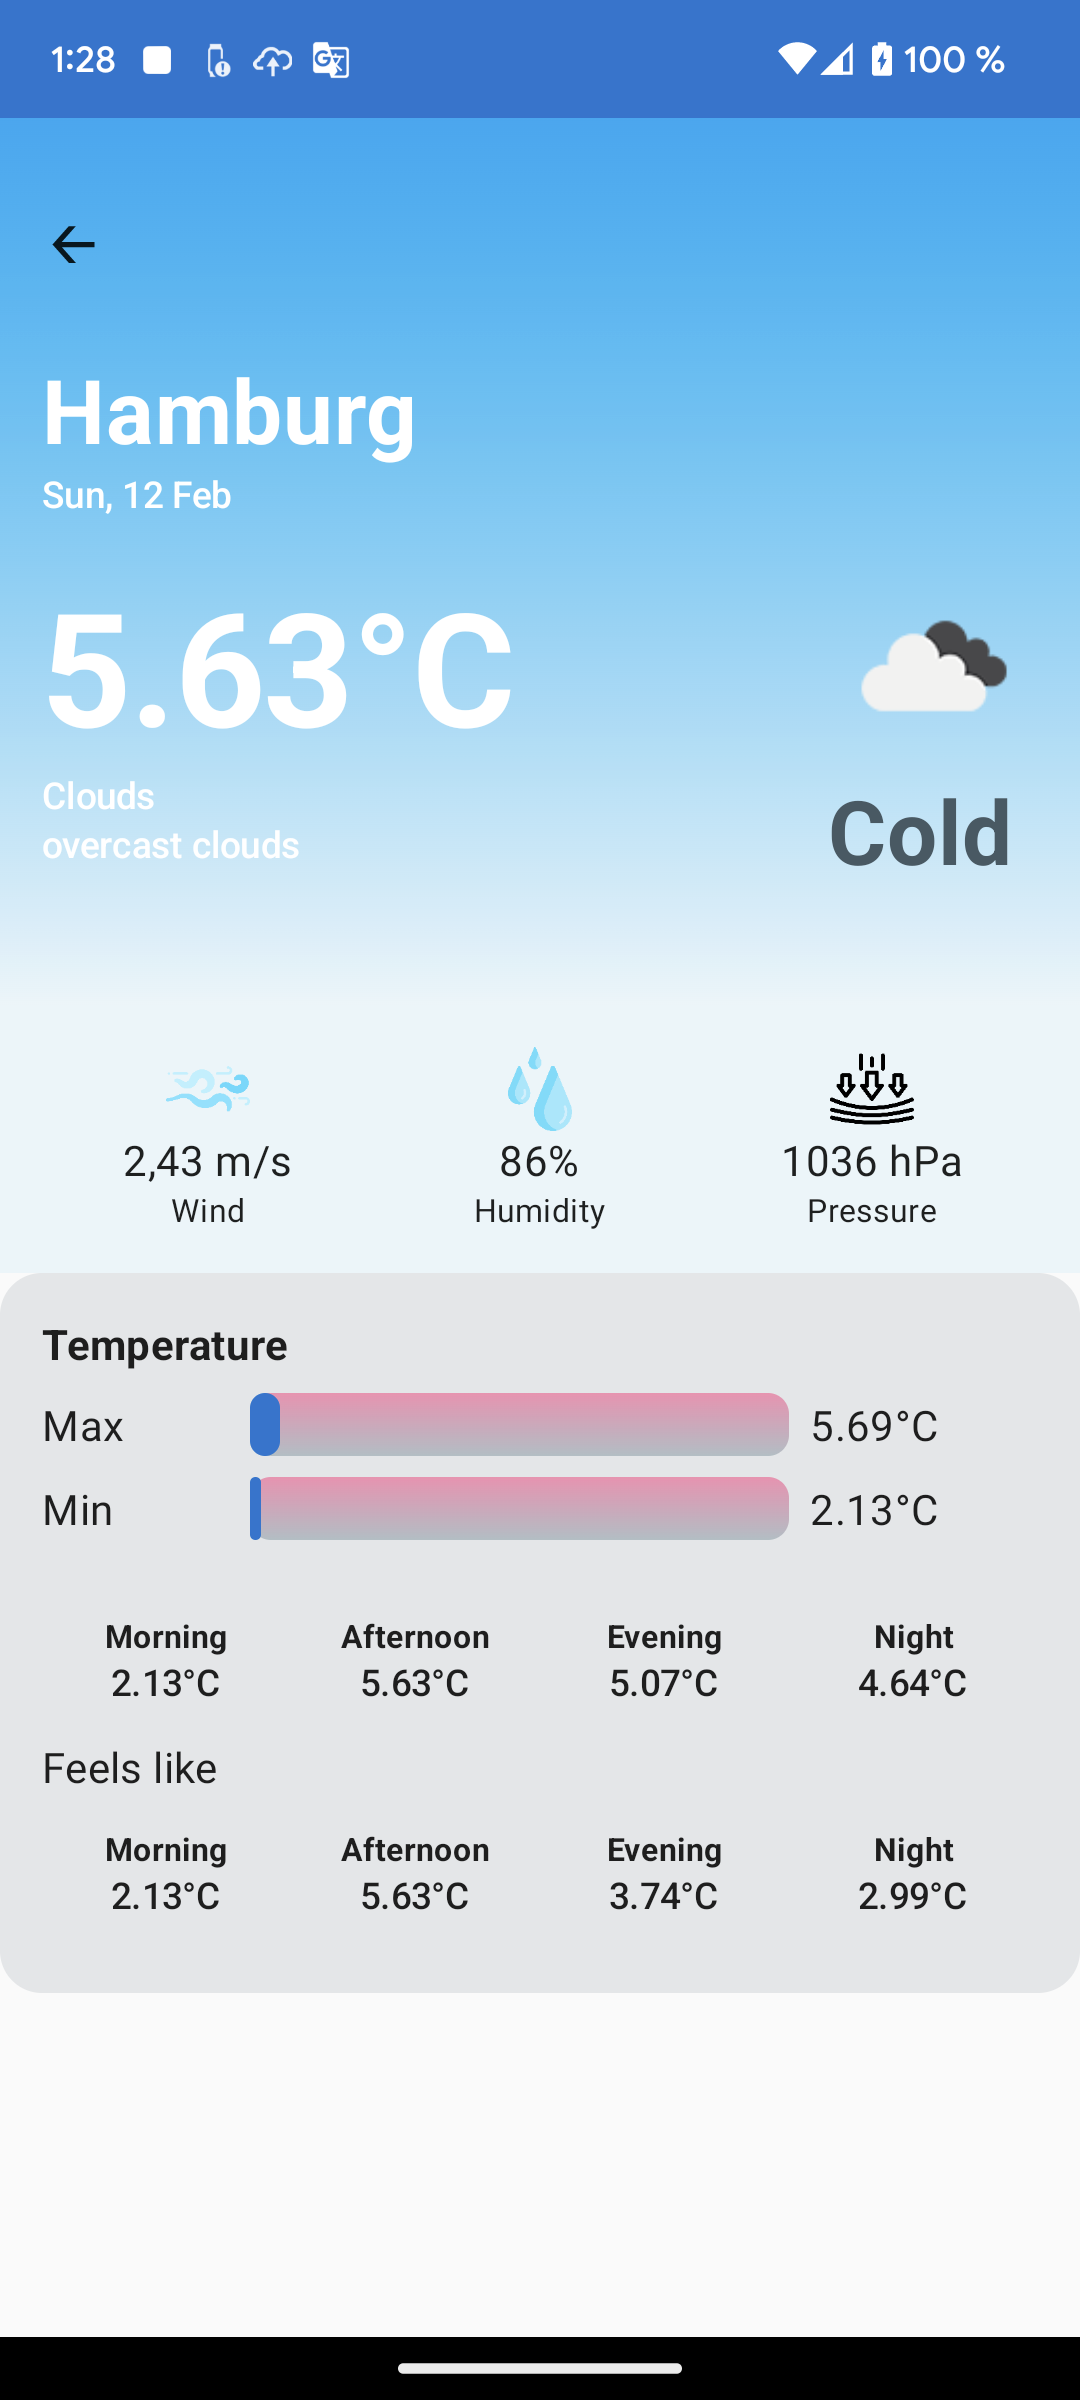 1:28 100 %
Hamburg
Sun, 12 Feb
5.63°C
Clouds
overcast clouds
Cold
2,43 m/s 86% 1036 hPa
Wind Humidity Pressure
Temperature
Max 5.69°C
Min 2.13°C
Morning Afternoon Evening Night
2.13°C 5.63°C 5.07°C 4.64°C
Feels like
Morning Afternoon Evening Night
2.13°C 5.63°C 3.74°C 2.99°C